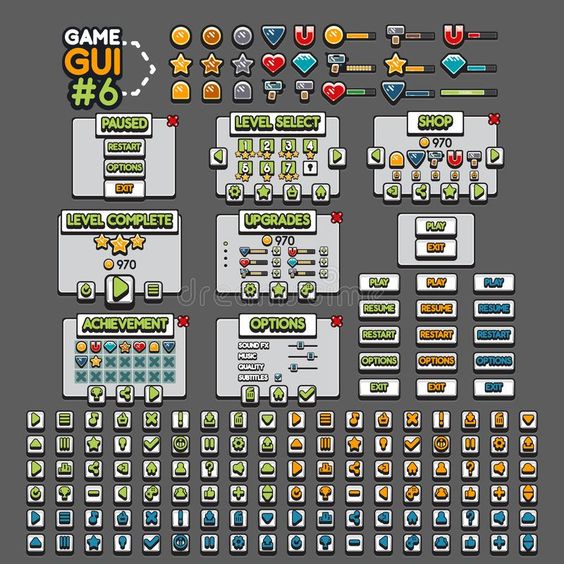 GAME
GUI
#6
PAUSED
RESTART
OPTIONS
EXIT
LEVEL SELECT
1 2 3 4
5 6 7
SHOP
970
LEVEL COMPLETE
970
UPGRADES
970
PLAY
EXIT
ACHIEVEMENT
OPTIONS
SOUND FX
MUSIC
QUALITY
SUBTITLES
PLAY PLAY PLAY
RESUME RESUME RESUME
RESTART RESTART RESTART
OPTIONS OPTIONS OPTIONS
EXIT EXIT EXIT
dreamstime